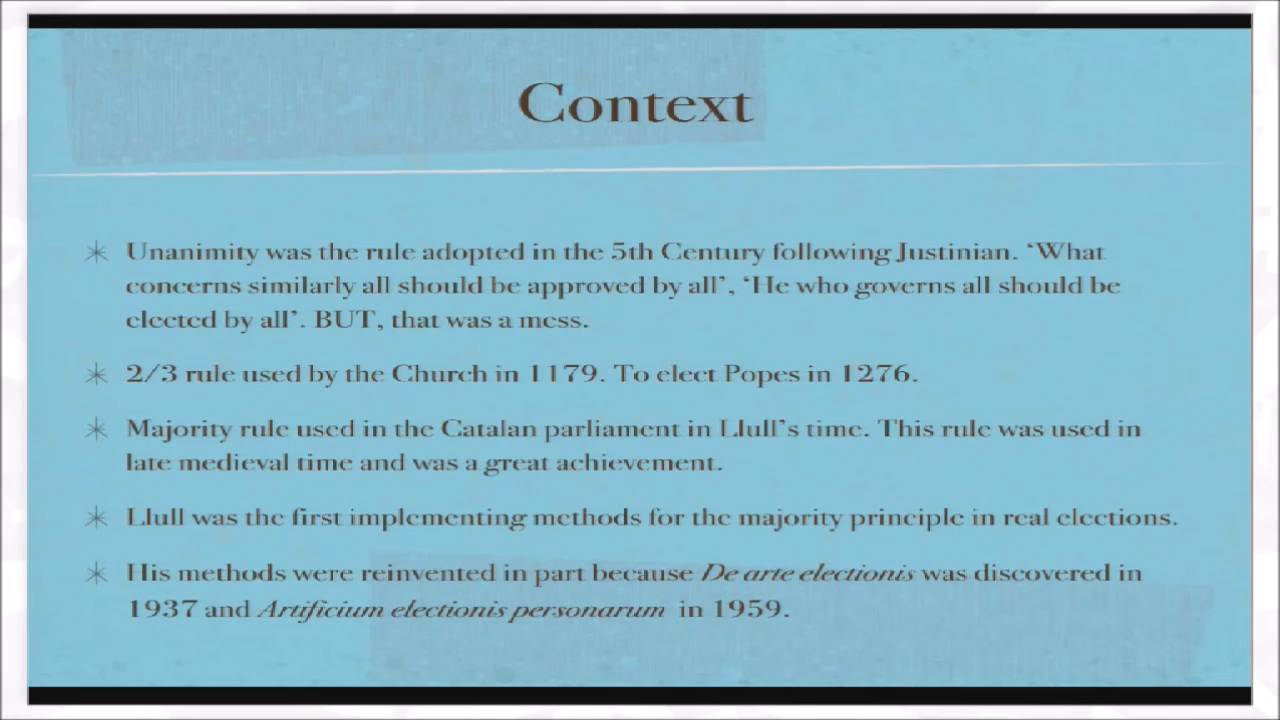 Context
Unanimity was the rule adopted in the 5th Century following Justinian. ‘What
concerns similarly all should be approved by all’, ‘He who governs all should be
elected by all’. BUT, that was a mess.
2/3 rule used by the Church in 1179. To elect Popes in 1276.
Majority rule used in the Catalan parliament in Llull’s time. This rule was used in
late medieval time and was a great achievement.
Llull was the first implementing methods for the majority principle in real elections.
His methods were reinvented in part because De arte electionis was discovered in
1937 and Artificium electionis personarum in 1959.